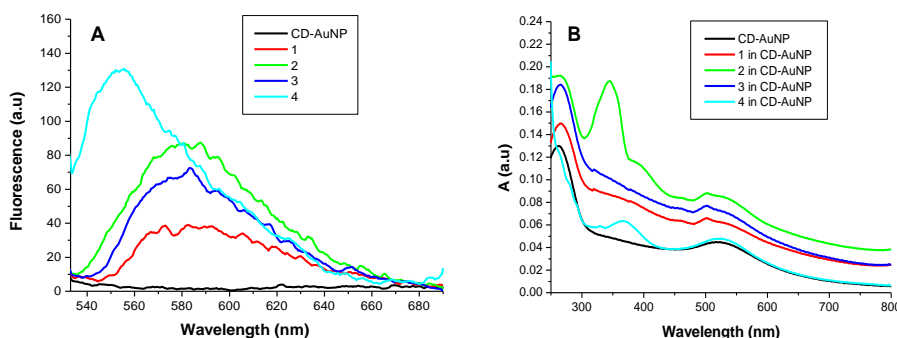 A
CD-AuNP
1
2
3
4
160
140
120
100
80
60
40
20
0
Fluorescence (a.u)
540 560 580 600 620 640 660 680
Wavelength (nm)
B
CD-AuNP
1 in CD-AuNP
2 in CD-AuNP
3 in CD-AuNP
4 in CD-AuNP
0.24
0.22
0.20
0.18
0.16
0.14
0.12
0.10
0.08
0.06
0.04
0.02
0.00
A (a.u)
300 400 500 600 700 800
Wavelength (nm)